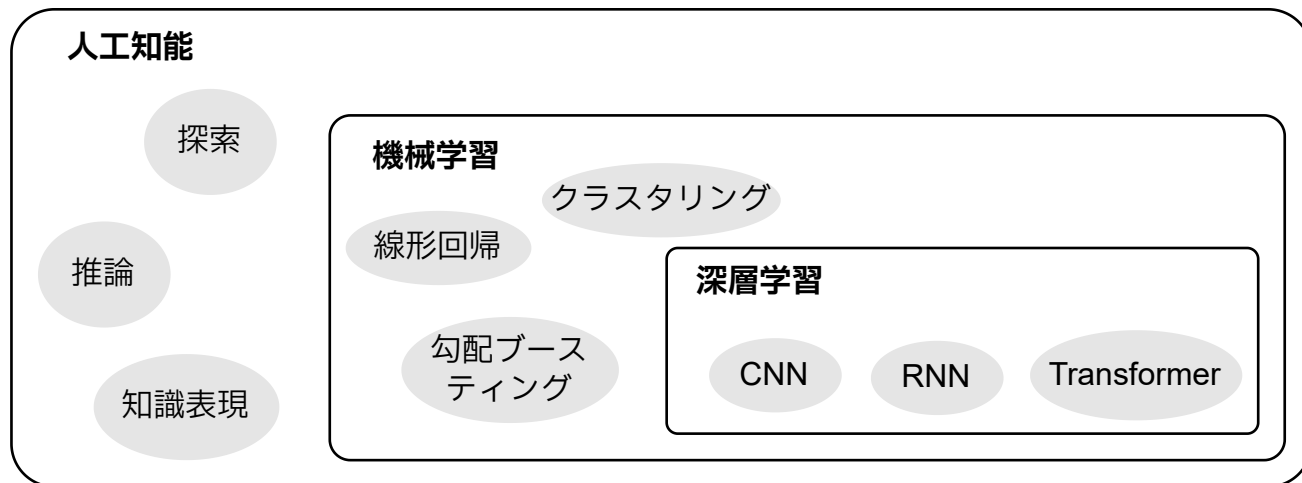 人工知能
探索
推論
知識表現
機械学習
クラスタリング
線形回帰
勾配ブース
ティング
深層学習
CNN
RNN
Transformer